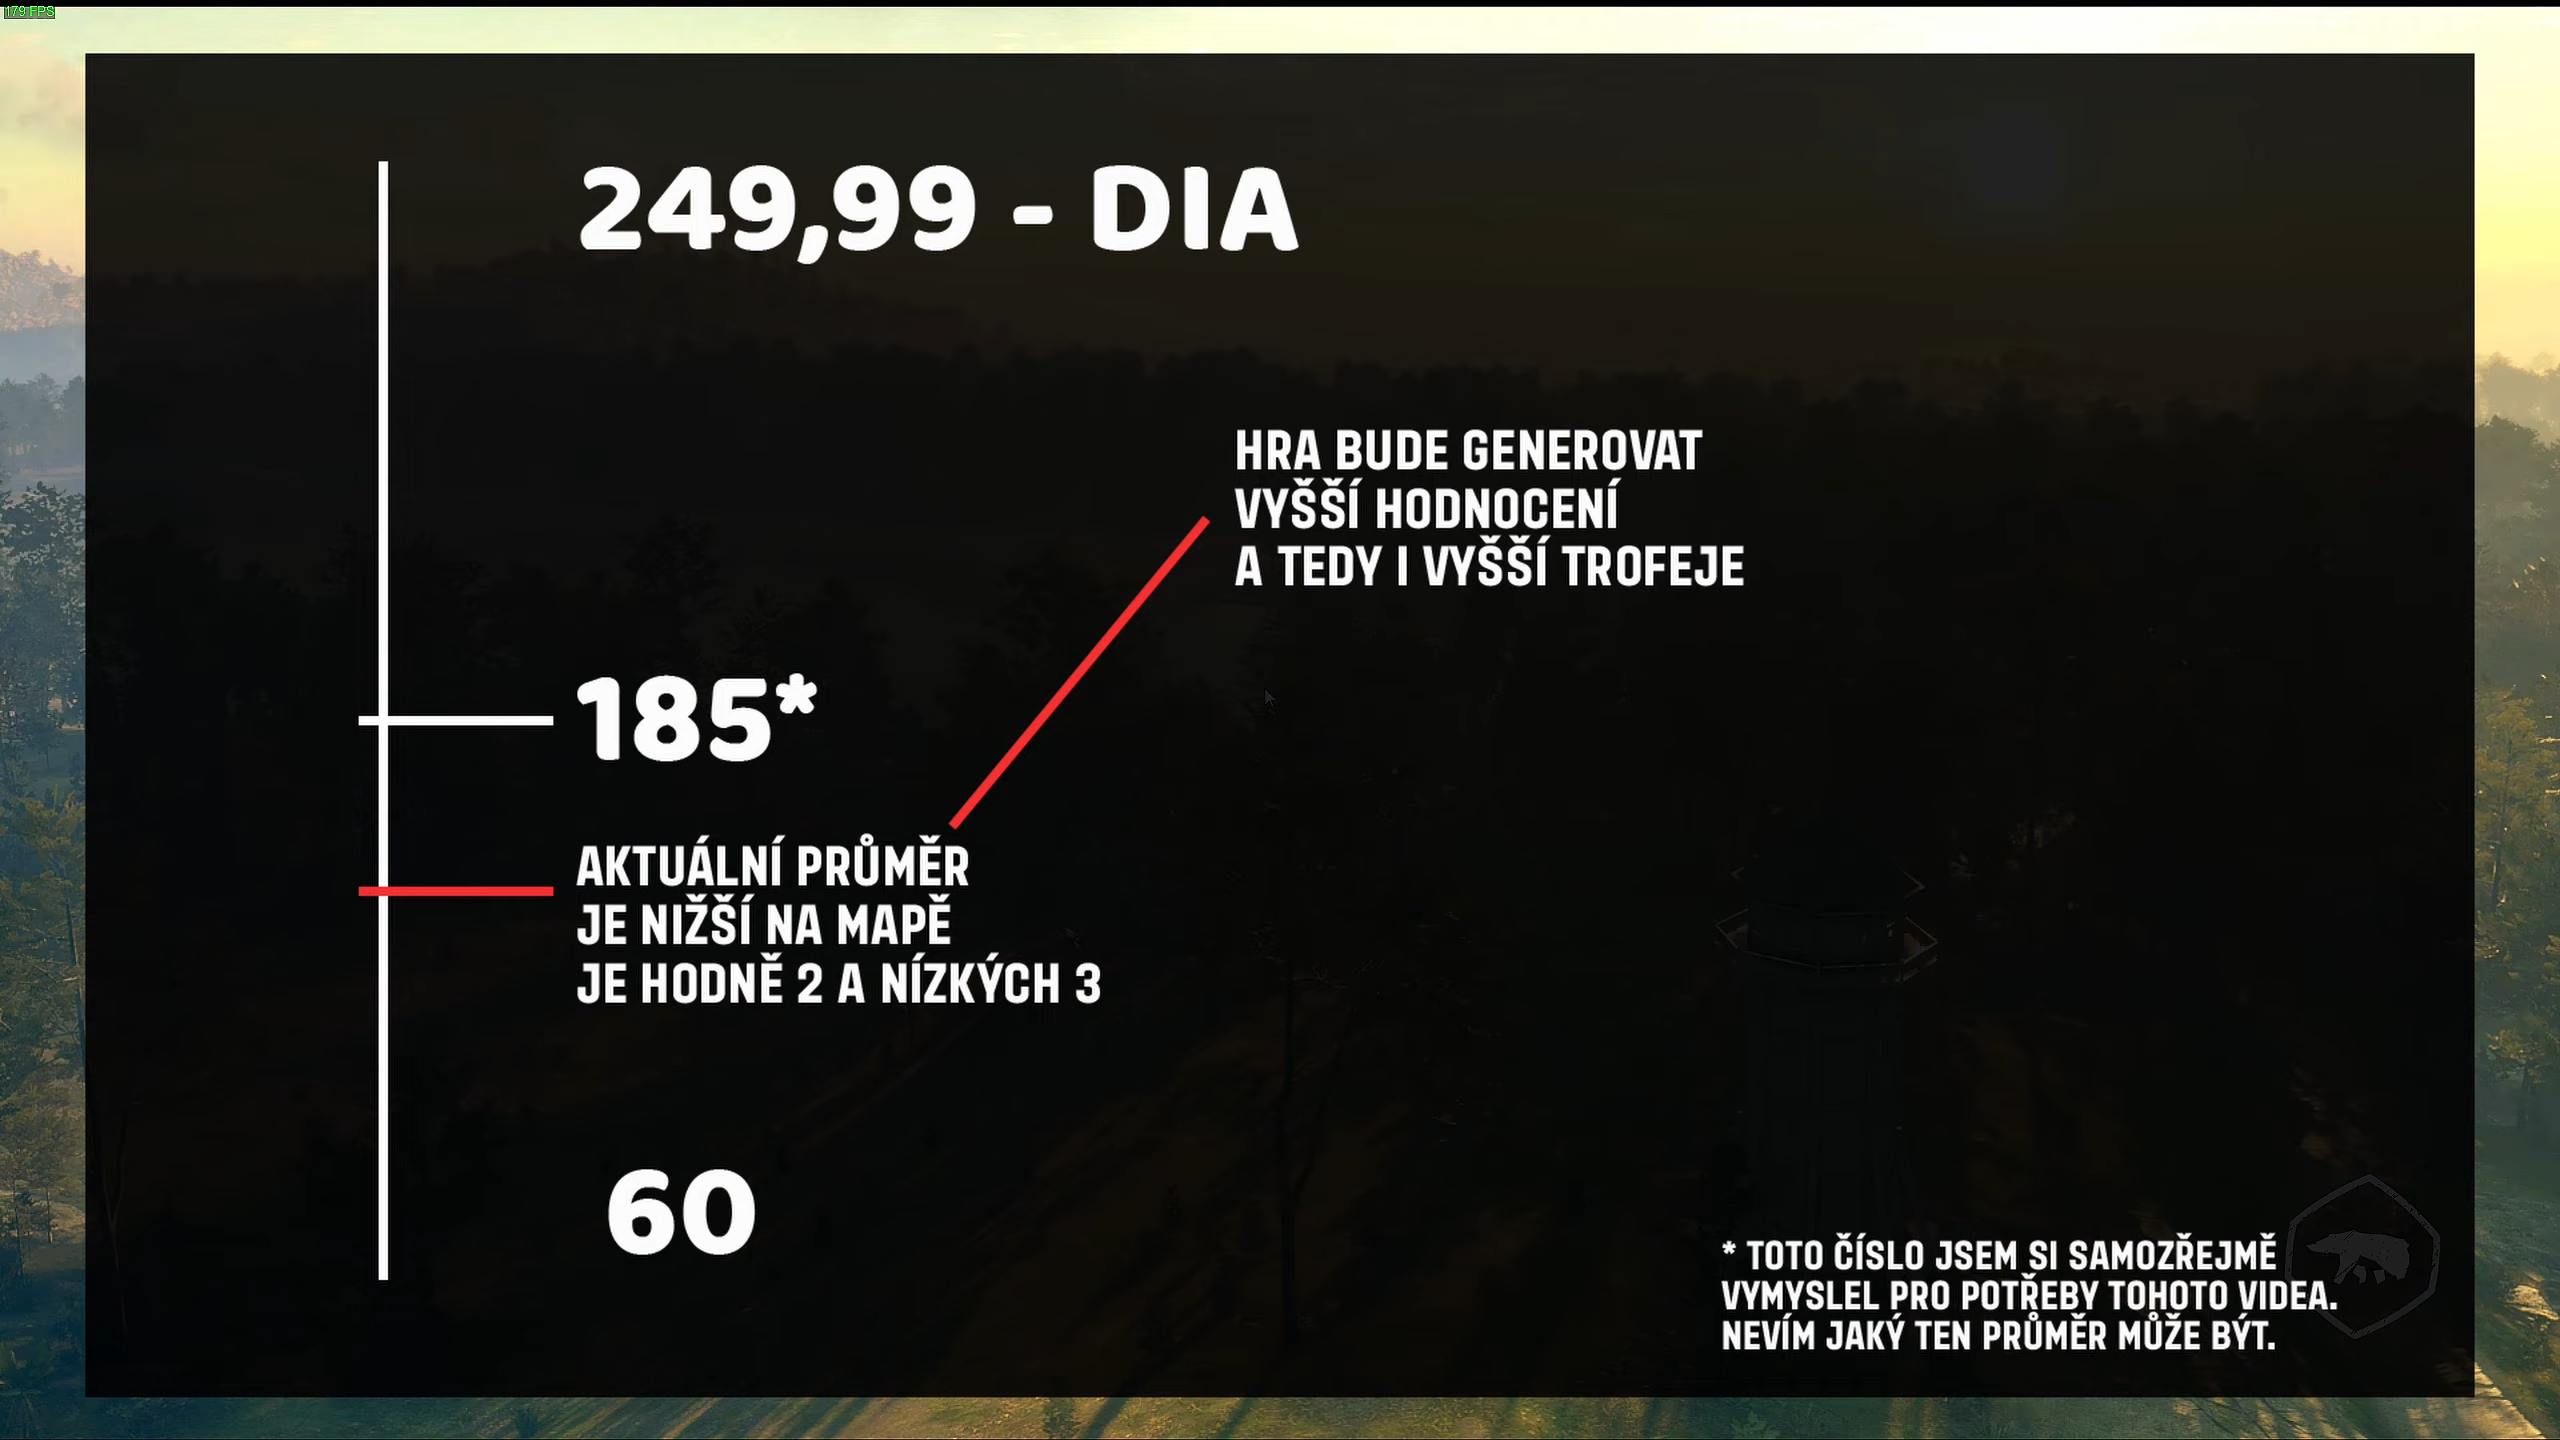 179 FPS
249,99 - DIA
HRA BUDE GENEROVAT
VYŠŠÍ HODNOCENÍ
A TEDY I VYŠŠÍ TROFEJE
185*
AKTUÁLNÍ PRŮMĚR
JE NIŽŠÍ NA MAPĚ
JE HODNĚ 2 A NÍZKÝCH 3
60
* TOTO ČÍSLO JSEM SI SAMOZŘEJMĚ
VYMYSLEL PRO POTŘEBY TOHOTO VIDEA.
NEVÍM JAKÝ TEN PRŮMĚR MŮŽE BÝT.